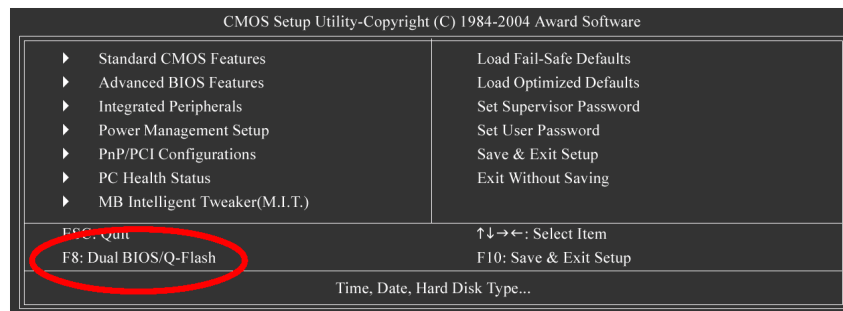 CMOS Setup Utility-Copyright (C) 1984-2004 Award Software
Standard CMOS Features
Advanced BIOS Features
Integrated Peripherals
Power Management Setup
PnP/PCI Configurations
PC Health Status
MB Intelligent Tweaker(M.I.T.)
Load Fail-Safe Defaults
Load Optimized Defaults
Set Supervisor Password
Set User Password
Save & Exit Setup
Exit Without Saving
ESC: Quit
↑↓→←: Select Item
F8: Dual BIOS/Q-Flash
F10: Save & Exit Setup
Time, Date, Hard Disk Type...